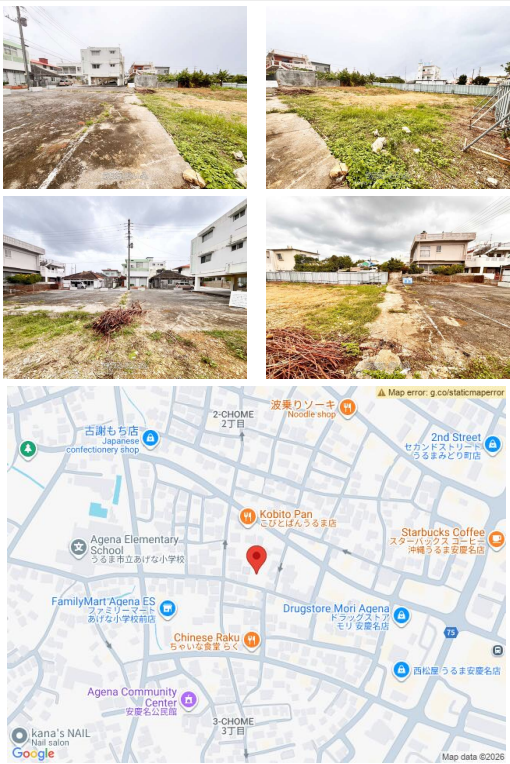 Map error: g.co/staticmaperror
波乗りソーキ
Noodle shop
2-CHOME
2丁目
古謝もち店
Japanese
confectionery shop
2nd Street
セカンドストリート
うるまみどり町店
Kobito Pan
こびとぱんうるま店
Agena Elementary
School
うるま市立あげな小学校
Starbucks Coffee
スターバックス コーヒー
沖縄うるま安慶名店
FamilyMart Agena ES
ファミリーマート
あげな小学校前店
Drugstore Mori Agena
ドラッグストア
モリ 安慶名店
75
Chinese Raku
ちゃいな食堂 らく
西松屋 うるま安慶名店
Agena Community
Center
安慶名公民館
3-CHOME
3丁目
kana's NAIL
Nail salon
Google
Map data ©2026